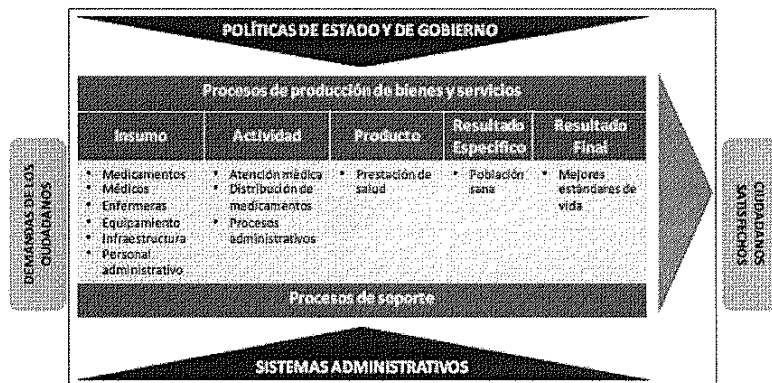 POLÍTICAS DE ESTADO Y DE GOBIERNO
Procesos de producción de bienes y servicios
DEMANDAS DE LOS
CIUDADANOS
Insumo
• Medicamentos
• Médicos
• Enfermeras
• Equipamiento
• Infraestructura
• Personal
administrativo
Actividad
• Atención médica
• Distribución de
medicamentos
• Procesos
administrativos
Producto
• Prestación de
salud
Resultado
Específico
• Población
sana
Resultado
Final
• Mejores
estándares de
vida
CIUDADANOS
SATISFECHOS
Procesos de soporte
SISTEMAS ADMINISTRATIVOS